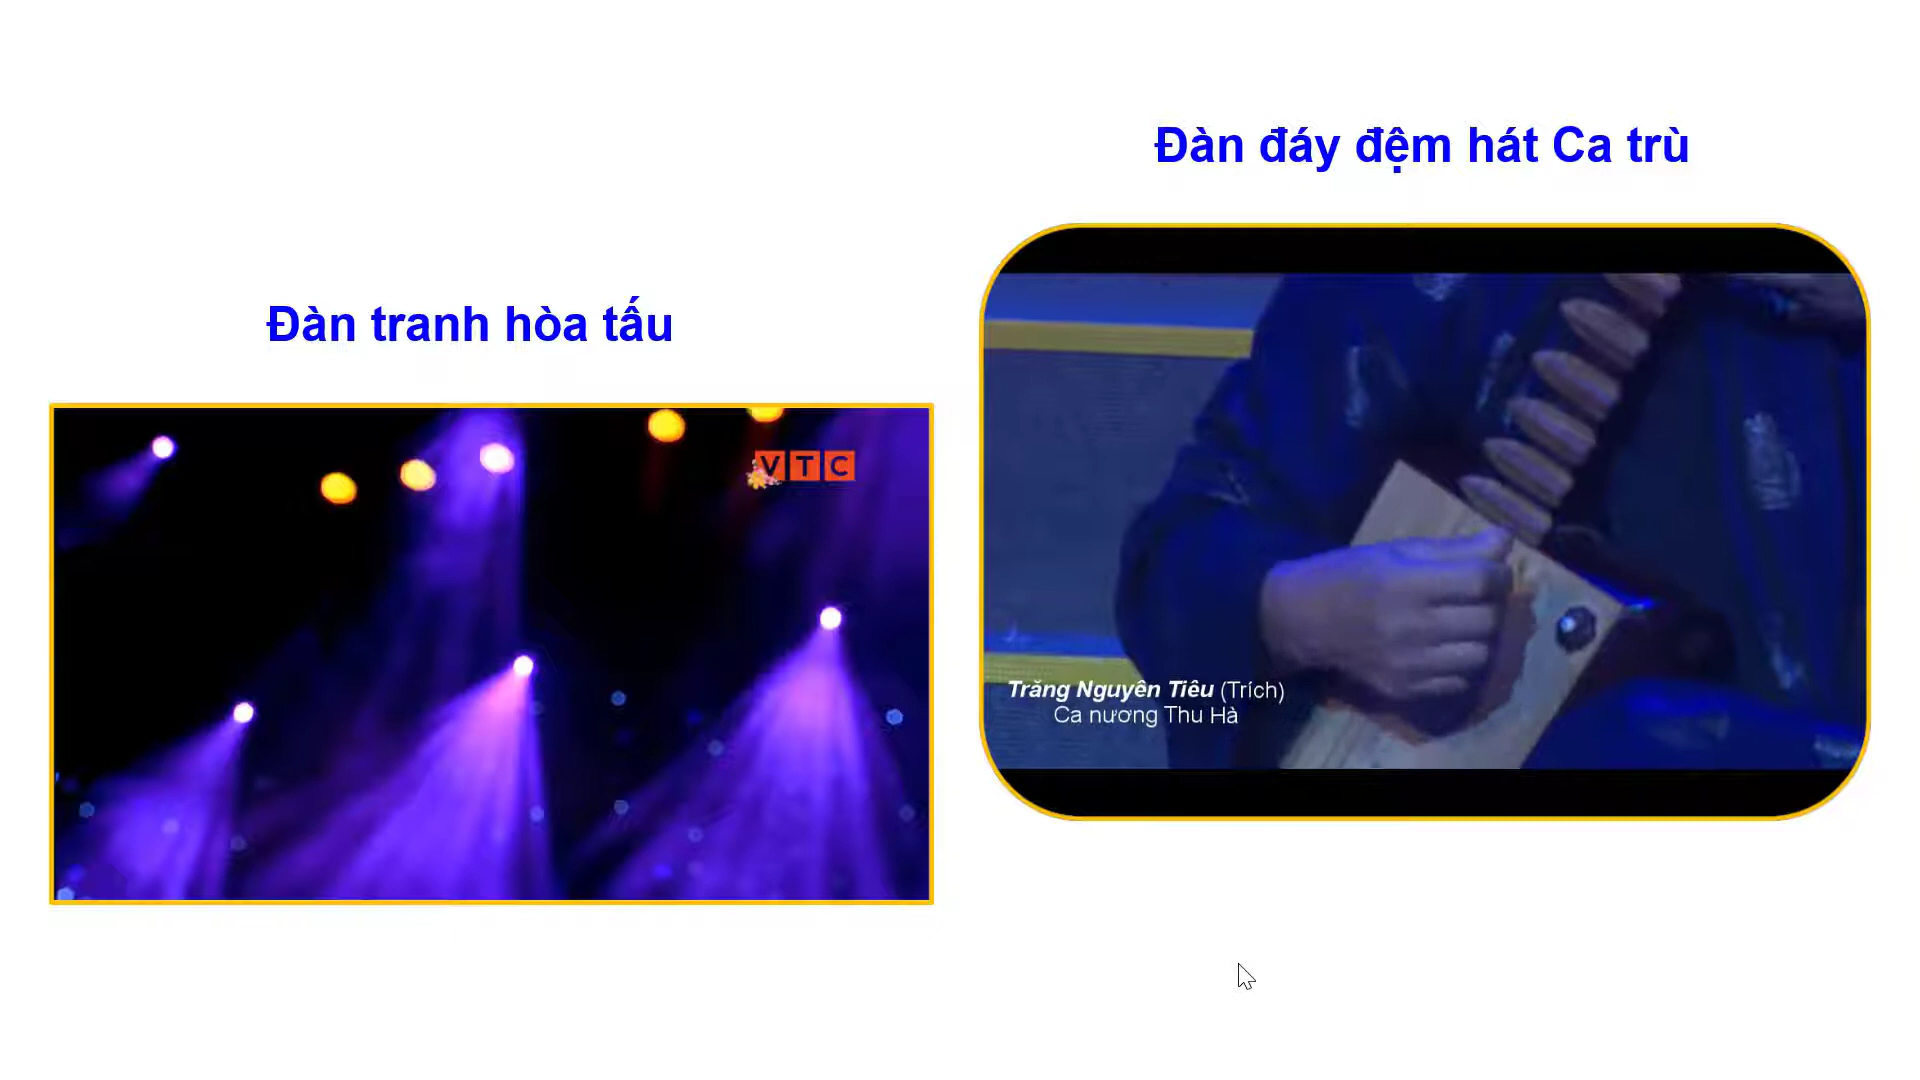 Đàn đáy đệm hát Ca trù
Đàn tranh hòa tấu
VTC
Trăng Nguyên Tiêu (Trích)
Ca nương Thu Hà